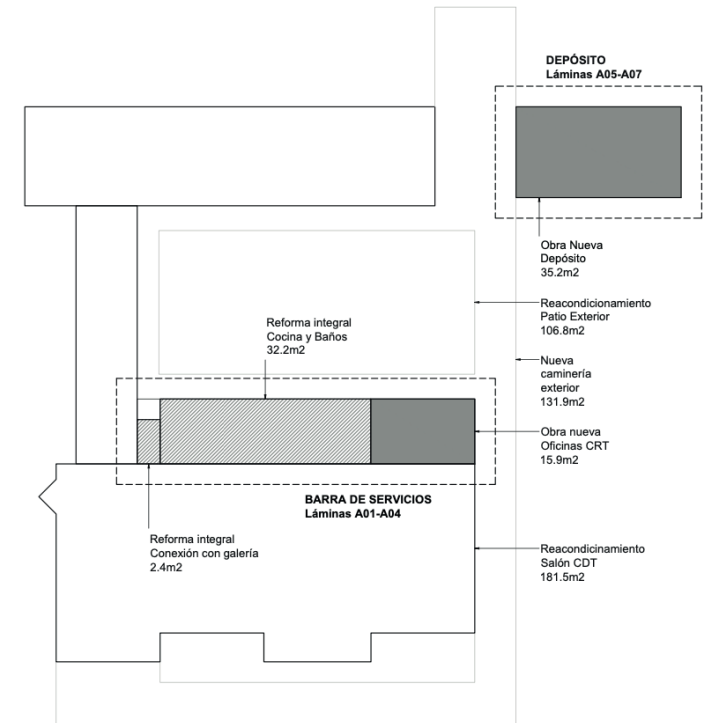 DEPÓSITO
Láminas A05-A07
Obra Nueva
Depósito
35.2m2
Reacondicionamiento
Patio Exterior
106.8m2
Reforma integral
Cocina y Baños
32.2m2
Nueva
caminería
exterior
131.9m2
Obra nueva
Oficinas CRT
15.9m2
BARRA DE SERVICIOS
Láminas A01-A04
Reforma integral
Conexión con galería
2.4m2
Reacondicinamiento
Salón CDT
181.5m2